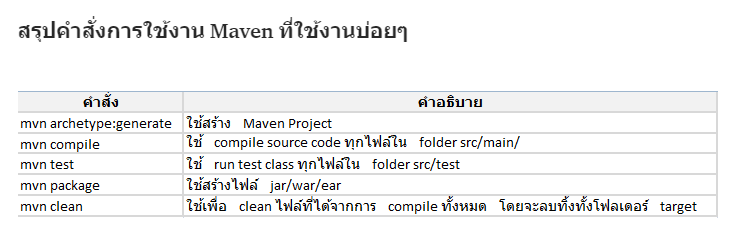 สรุปคำสั่งการใช้งาน Maven ที่ใช้งานบ่อยๆ
คำสั่ง คำอธิบาย
mvn archetype:generate ใช้สร้าง Maven Project
mvn compile ใช้ compile source code ทุกไฟล์ใน folder src/main/
mvn test ใช้ run test class ทุกไฟล์ใน folder src/test
mvn package ใช้สร้างไฟล์ jar/war/ear
mvn clean ใช้เพื่อ clean ไฟล์ที่ได้จากการ compile ทั้งหมด โดยจะลบทิ้งทั้งโฟลเดอร์ target